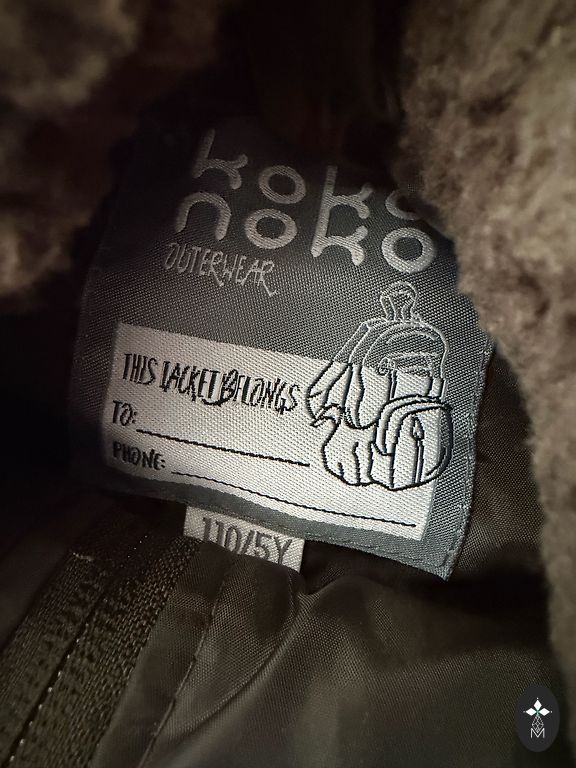 koko
noko
OUTERWEAR
THIS JACKET BELONGS
TO:
PHONE:
110/5Y
M